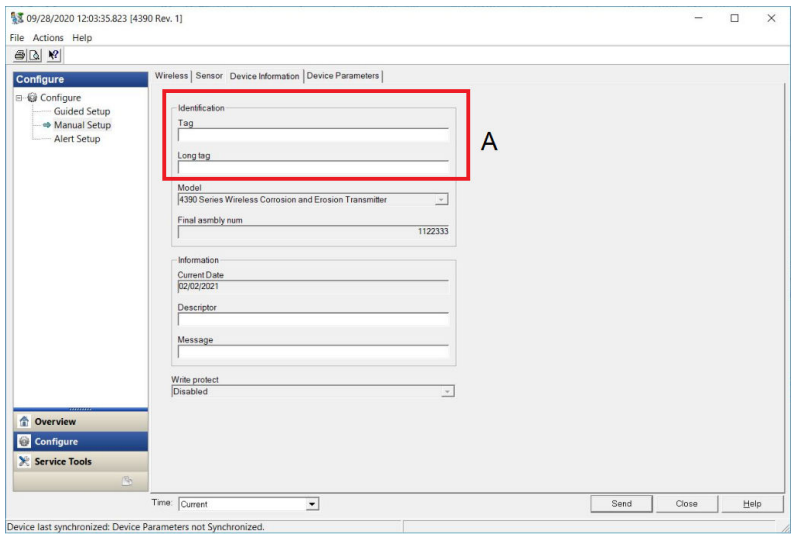 09/28/2020 12:03:35.823 [4390 Rev. 1]
File Actions Help
Configure
Configure
Guided Setup
Manual Setup
Alert Setup
Overview
Configure
Service Tools
Wireless Sensor Device Information Device Parameters
Identification
Tag
Long tag
A
Model
4390 Series Wireless Corrosion and Erosion Transmitter
Final asmbly num
1122333
Information
Current Date
02/02/2021
Descriptor
Message
Write protect
Disabled
Time: Current
Send Close Help
Device last synchronized: Device Parameters not Synchronized.